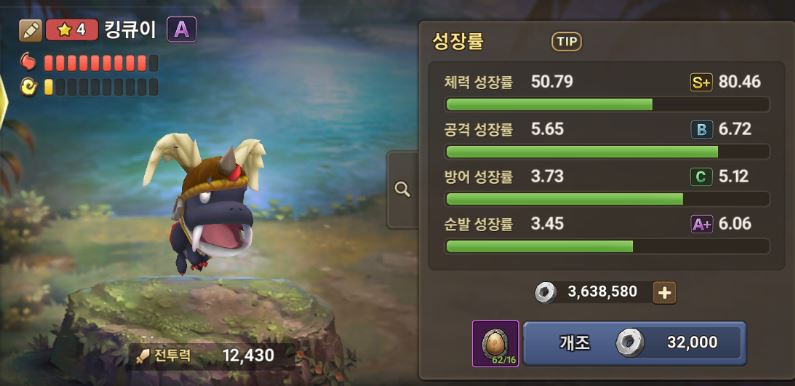 4 킹큐이 A
성장률 TIP
체력 성장률 50.79 S+ 80.46
공격 성장률 5.65 B 6.72
방어 성장률 3.73 C 5.12
순발 성장률 3.45 A+ 6.06
3,638,580 +
전투력 12,430
62/16 개조 32,000